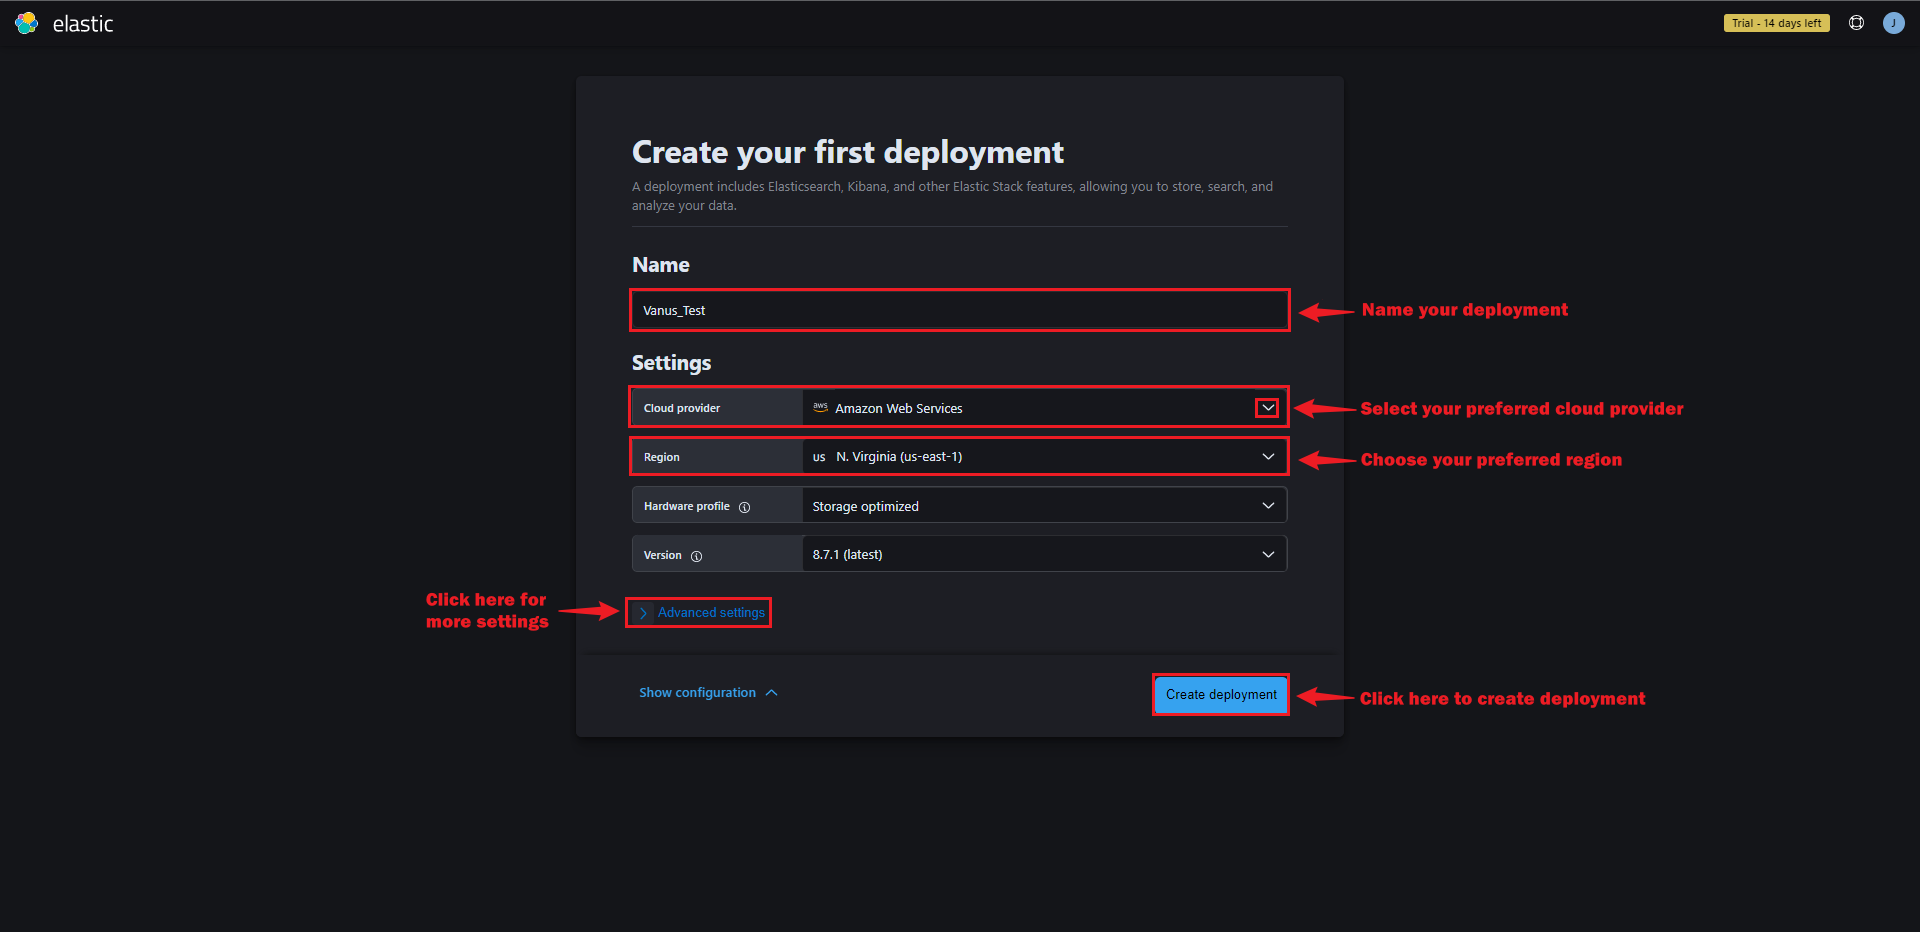 elastic
Trial - 14 days left
J
Create your first deployment
A deployment includes Elasticsearch, Kibana, and other Elastic Stack features, allowing you to store, search, and
analyze your data.
Name
Vanus_Test
Name your deployment
Settings
Cloud provider
aws Amazon Web Services
Select your preferred cloud provider
Region
us N. Virginia (us-east-1)
Choose your preferred region
Hardware profile
Storage optimized
Version
8.7.1 (latest)
Click here for
more settings
Advanced settings
Show configuration
Create deployment
Click here to create deployment